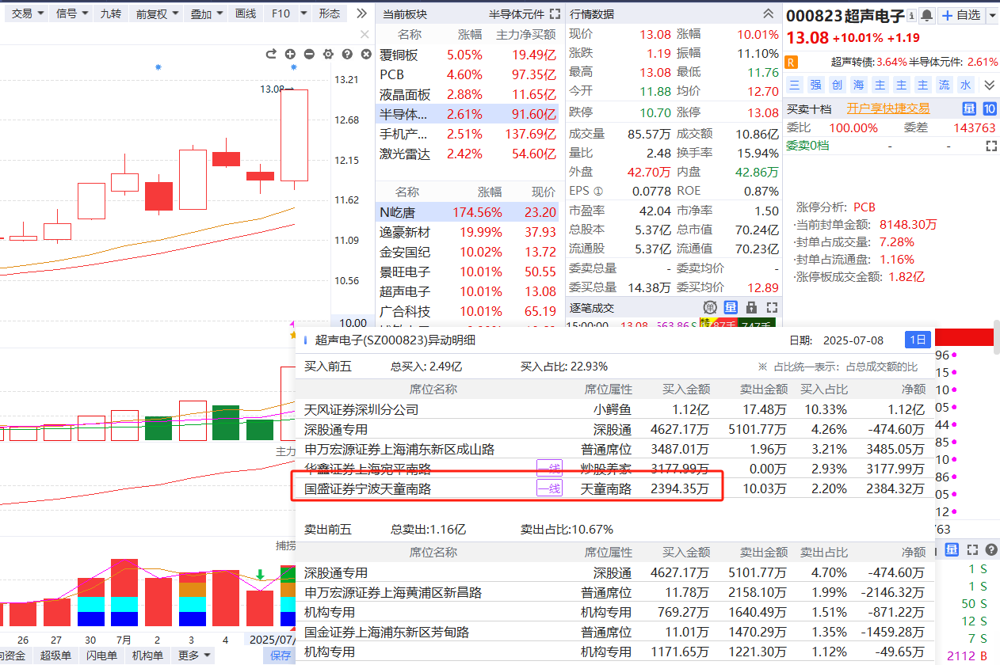 交易 信号 九转 前复权 叠加 画线 F10 形态
13.21
13.08→
12.68
12.15
11.62
11.09
10.56
10.00
主力
26 27 30 7月 2 3 4 2025/07/
超级单 闪电单 机构单 更多 保存
当前板块 半导体元件
名称 涨幅 主力净买额
覆铜板 5.05% 19.49亿
PCB 4.60% 97.35亿
液晶面板 2.88% 11.65亿
半导体... 2.61% 91.60亿
手机产... 2.51% 137.69亿
激光雷达 2.42% 54.60亿
名称 涨幅 现价
N屹唐 174.56% 23.20
逸豪新材 19.99% 37.93
金安国纪 10.02% 13.72
景旺电子 10.01% 50.55
超声电子 10.01% 13.08
广合科技 10.01% 65.19
行情数据
现价 13.08 涨幅 10.01%
涨跌 1.19 振幅 11.10%
最高 13.08 最低 11.76
今开 11.88 均价 12.70
跌停 10.70 涨停 13.08
成交量 85.57万 成交额 10.86亿
量比 2.48 换手率 15.94%
外盘 42.70万 内盘 42.86万
EPS ① 0.0778 ROE 0.87%
市盈率 42.04 市净率 1.50
总股本 5.37亿 总市值 70.24亿
流通股 5.37亿 流通值 70.23亿
委卖总量 - 委卖均价 -
委买总量 14.38万 委买均价 12.89
逐笔成交 量
15:00:00 13.08 563.86 S
000823 超声电子 自选
13.08 +10.01% +1.19
R 超声转债: 3.64% 半导体元件: 2.61%
三 强 创 海 主 主 主 流 水
买卖十档 开户享快捷交易 量 10
委比 100.00% 委差 143763
委卖0档 - -
涨停分析: PCB
·当前封单金额: 8148.30万
·封单占成交量: 7.28%
·封单占流通盘: 1.16%
·涨停板成交金额: 1.82亿
超声电子(SZ000823)异动明细 日期: 2025-07-08 1日
买入前五 总买入: 2.49亿 买入占比: 22.93% ※ 占比统一表示: 占总成交额的比
席位名称 席位属性 买入金额 卖出金额 买入占比 净额
天风证券深圳分公司 小鳄鱼 1.12亿 17.48万 10.33% 1.12亿
深股通专用 深股通 4627.17万 5101.77万 4.26% -474.60万
申万宏源证券上海浦东新区成山路 普通席位 3487.01万 1.96万 3.21% 3485.05万
华鑫证券上海宛平南路 一线 炒股养家 3177.99万 0.00万 2.93% 3177.99万
国盛证券宁波天童南路 一线 天童南路 2394.35万 10.03万 2.20% 2384.32万
卖出前五 总卖出:1.16亿 卖出占比:10.67%
席位名称 席位属性 买入金额 卖出金额 卖出占比 净额
深股通专用 深股通 4627.17万 5101.77万 4.70% -474.60万
申万宏源证券上海黄浦区新昌路 普通席位 11.78万 2158.10万 1.99% -2146.32万
机构专用 机构专用 769.27万 1640.49万 1.51% -871.22万
国金证券上海浦东新区芳甸路 普通席位 11.01万 1470.29万 1.35% -1459.28万
机构专用 机构专用 1171.65万 1221.30万 1.12% -49.65万
量
1 S
1 S
50 S
12 S
7 S
2112 B